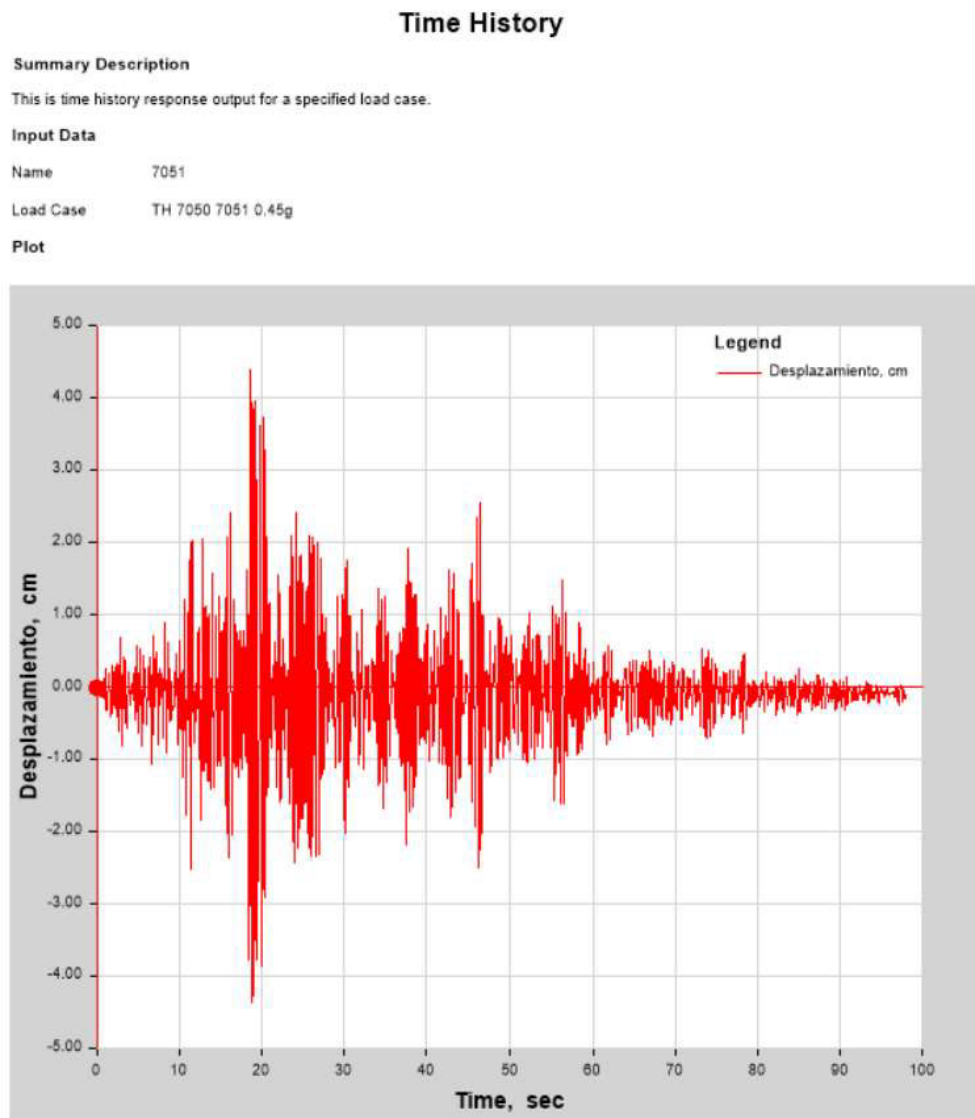 Time History
Summary Description
This is time history response output for a specified load case.
Input Data
Name 7051
Load Case TH 7050 7051 0.45g
Plot
Legend
Desplazamiento, cm
5.00
4.00
3.00
2.00
1.00
0.00
-1.00
-2.00
-3.00
-4.00
-5.00
Desplazamiento, cm
0 10 20 30 40 50 60 70 80 90 100
Time, sec